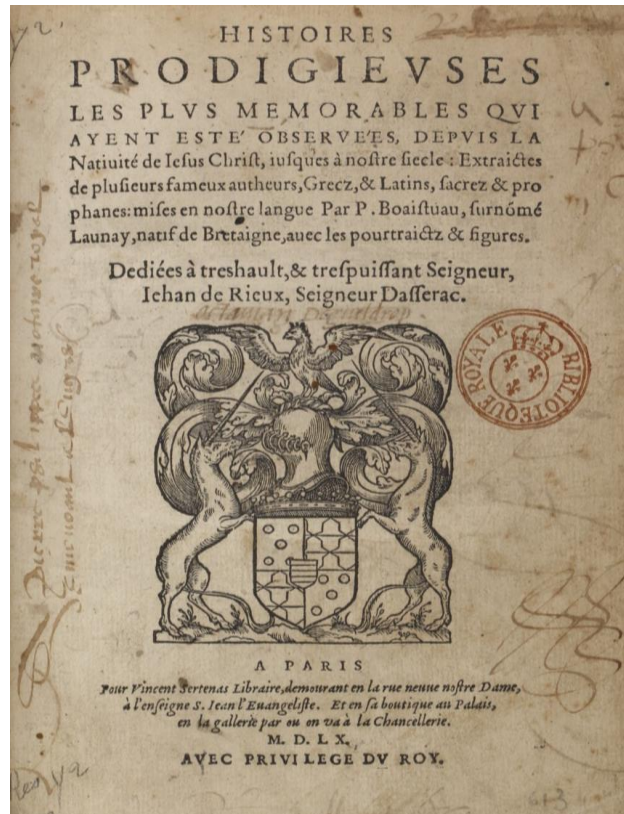 HISTOIRES
PRODIGIEVSES
LES PLVS MEMORABLES QVI
AYENT ESTE' OBSERVE'ES, DEPVIS LA
Natiuité de Iesus Christ, iusques à nostre siecle : Extraictes
de plusieurs fameux autheurs, Grecz, & Latins, sacrez & pro
phanes: mises en nostre langue Par P. Boaistuau, surnõmé
Launay, natif de Bretaigne, auec les pourtraictz & figures.
Dediées à treshault, & trespuissant Seigneur,
Iehan de Rieux, Seigneur Dasserac.
BIBLIOTEQUE ROYALE
A PARIS
Pour Vincent Sertenas Libraire, demourant en la rue neuue nostre Dame,
à l'enseigne S. Iean l'Euangeliste. Et en sa boutique au Palais,
en la gallerie par ou on va à la Chancellerie.
M. D. LX.
AVEC PRIVILEGE DV ROY.